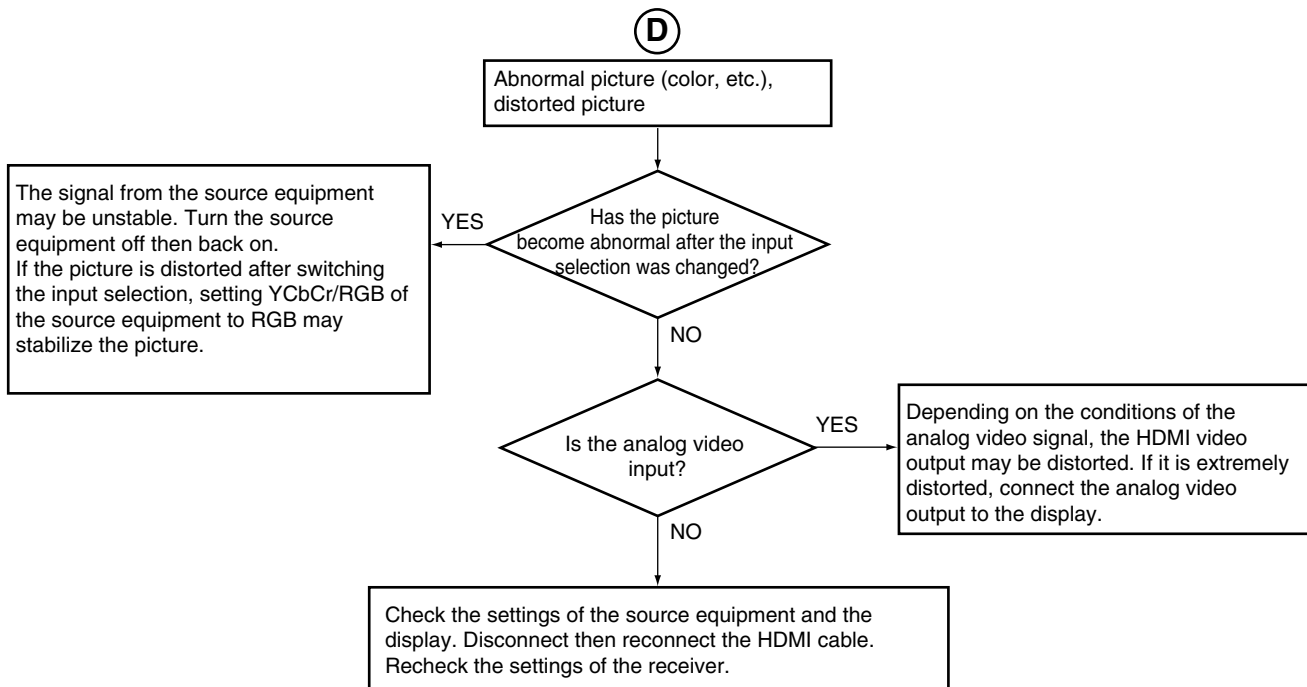 D
Abnormal picture (color, etc.),
distorted picture
The signal from the source equipment
may be unstable. Turn the source
equipment off then back on.
If the picture is distorted after switching
the input selection, setting YCbCr/RGB of
the source equipment to RGB may
stabilize the picture.
YES
Has the picture
become abnormal after the input
selection was changed?
NO
Is the analog video
input?
YES
Depending on the conditions of the
analog video signal, the HDMI video
output may be distorted. If it is extremely
distorted, connect the analog video
output to the display.
NO
Check the settings of the source equipment and the
display. Disconnect then reconnect the HDMI cable.
Recheck the settings of the receiver.